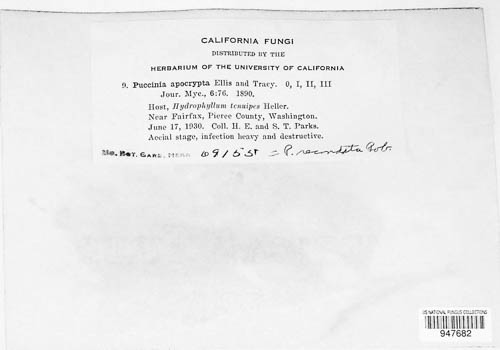 CALIFORNIA FUNGI
DISTRIBUTED BY THE
HERBARIUM OF THE UNIVERSITY OF CALIFORNIA
9. Puccinia apocrypta Ellis and Tracy. 0, I, II, III
Jour. Myc., 6:76. 1890.
Host, Hydrophyllum tenuipes Heller.
Near Fairfax, Pierce County, Washington.
June 17, 1930. Coll. H. E. and S. T. Parks.
Aecial stage, infection heavy and destructive.
Mo. Bot. Gard. Herb. = P. recondita Rob.
US NATIONAL FUNGUS COLLECTIONS
947682